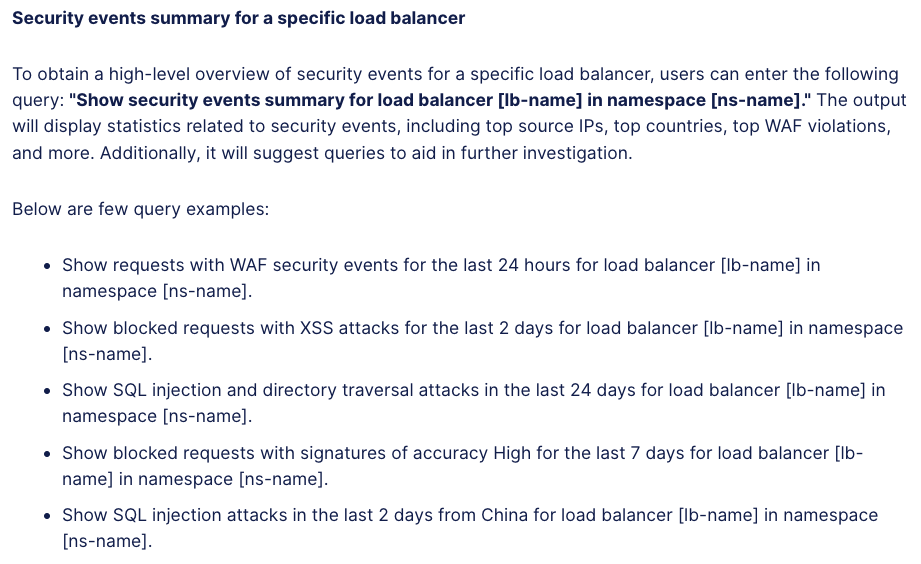 Security events summary for a specific load balancer
To obtain a high-level overview of security events for a specific load balancer, users can enter the following
query: "Show security events summary for load balancer [lb-name] in namespace [ns-name]." The output
will display statistics related to security events, including top source IPs, top countries, top WAF violations,
and more. Additionally, it will suggest queries to aid in further investigation.
Below are few query examples:
• Show requests with WAF security events for the last 24 hours for load balancer [lb-name] in
namespace [ns-name].
• Show blocked requests with XSS attacks for the last 2 days for load balancer [lb-name] in namespace
[ns-name].
• Show SQL injection and directory traversal attacks in the last 24 days for load balancer [lb-name] in
namespace [ns-name].
• Show blocked requests with signatures of accuracy High for the last 7 days for load balancer [lb-
name] in namespace [ns-name].
• Show SQL injection attacks in the last 2 days from China for load balancer [lb-name] in namespace
[ns-name].